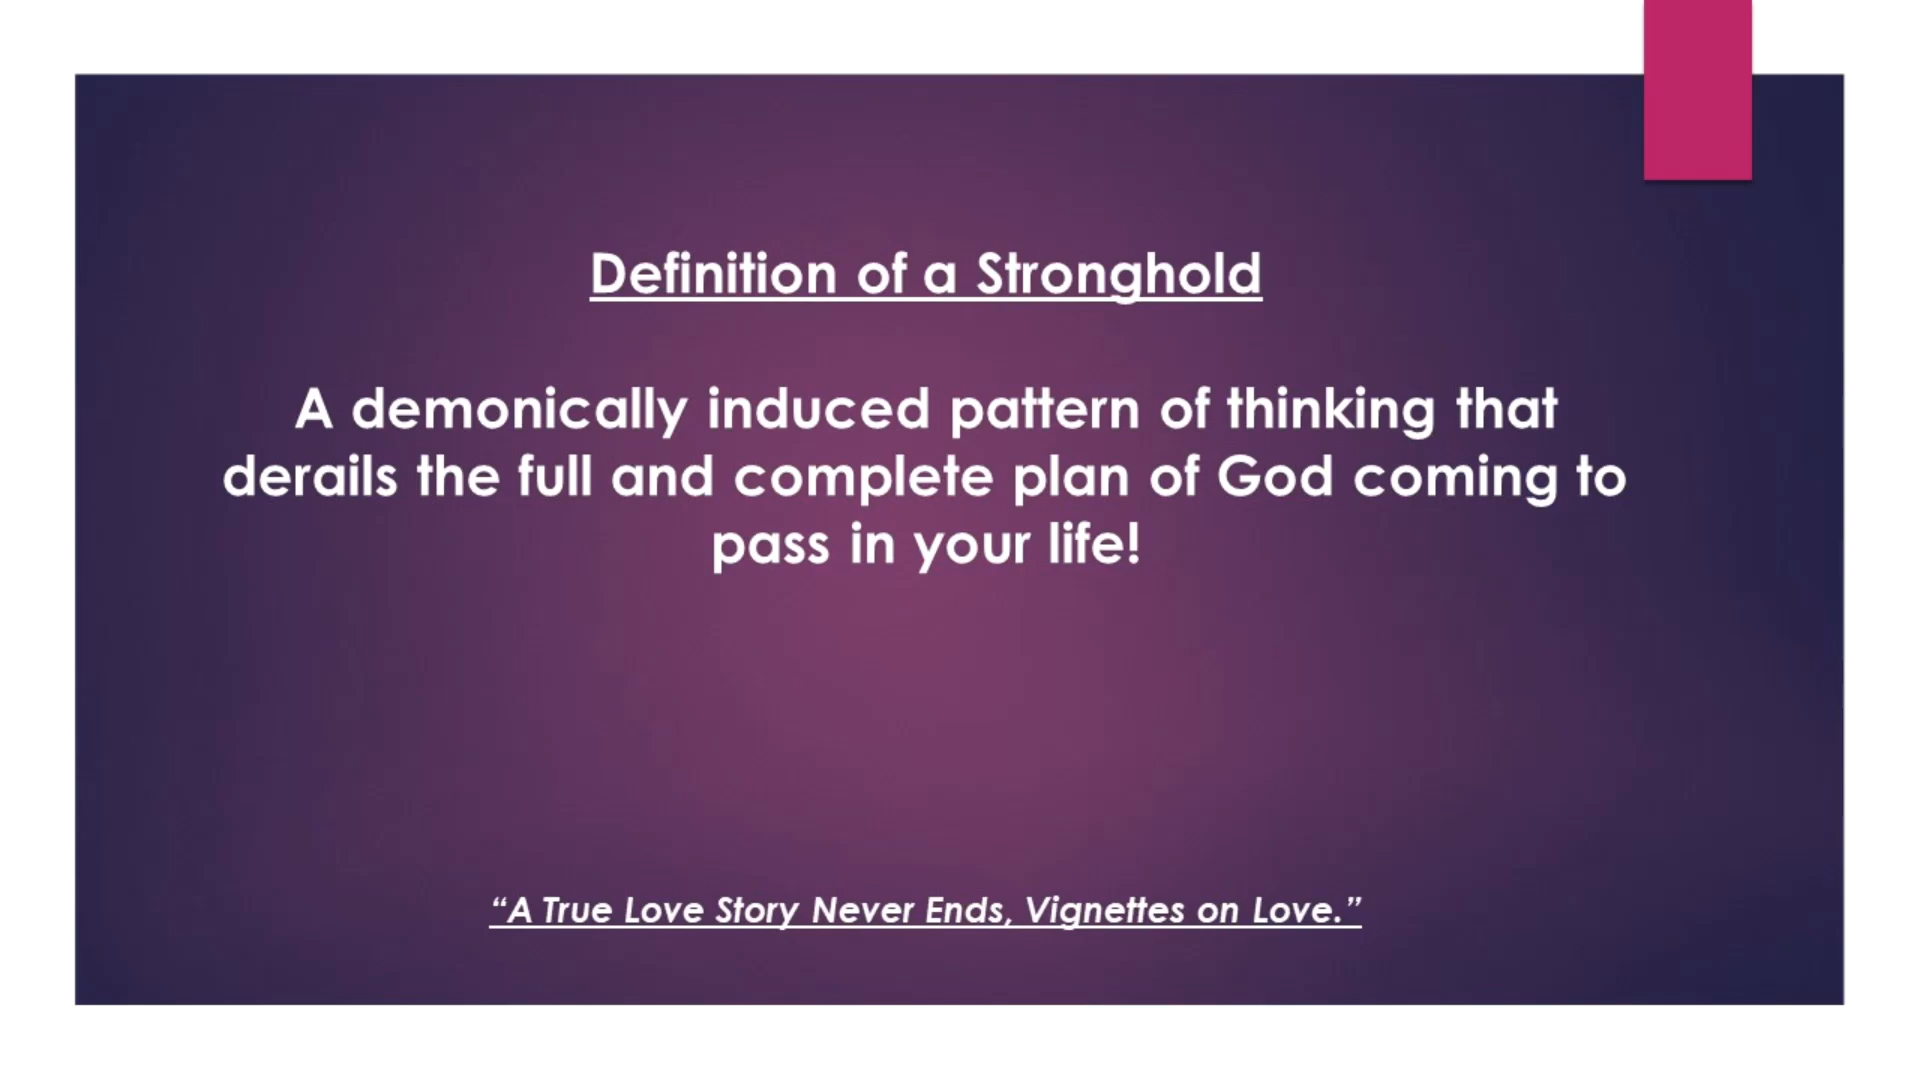 Definition of a Stronghold
A demonically induced pattern of thinking that
derails the full and complete plan of God coming to
pass in your life!
“A True Love Story Never Ends, Vignettes on Love.”